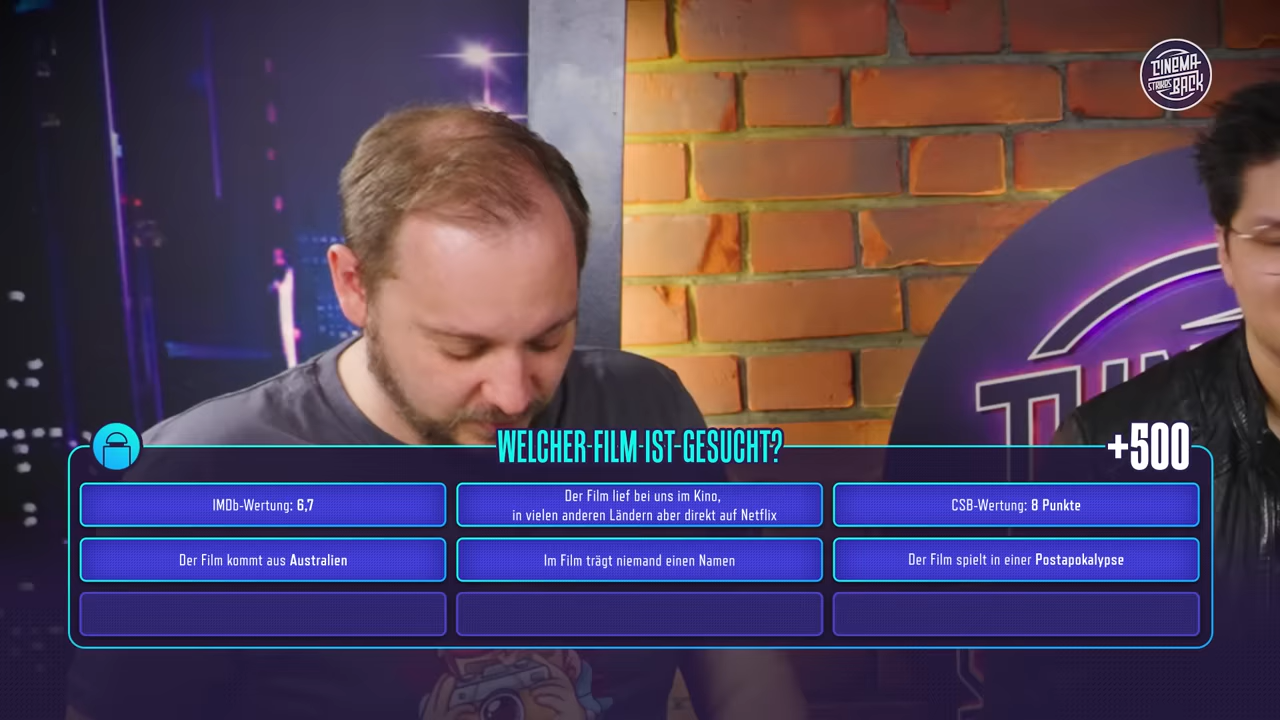 CINEMA
STRIKES BACK
WELCHER-FILM-IST-GESUCHT?
+500
IMDb-Wertung: 6,7
Der Film lief bei uns im Kino,
in vielen anderen Ländern aber direkt auf Netflix
CSB-Wertung: 8 Punkte
Der Film kommt aus Australien
Im Film trägt niemand einen Namen
Der Film spielt in einer Postapokalypse